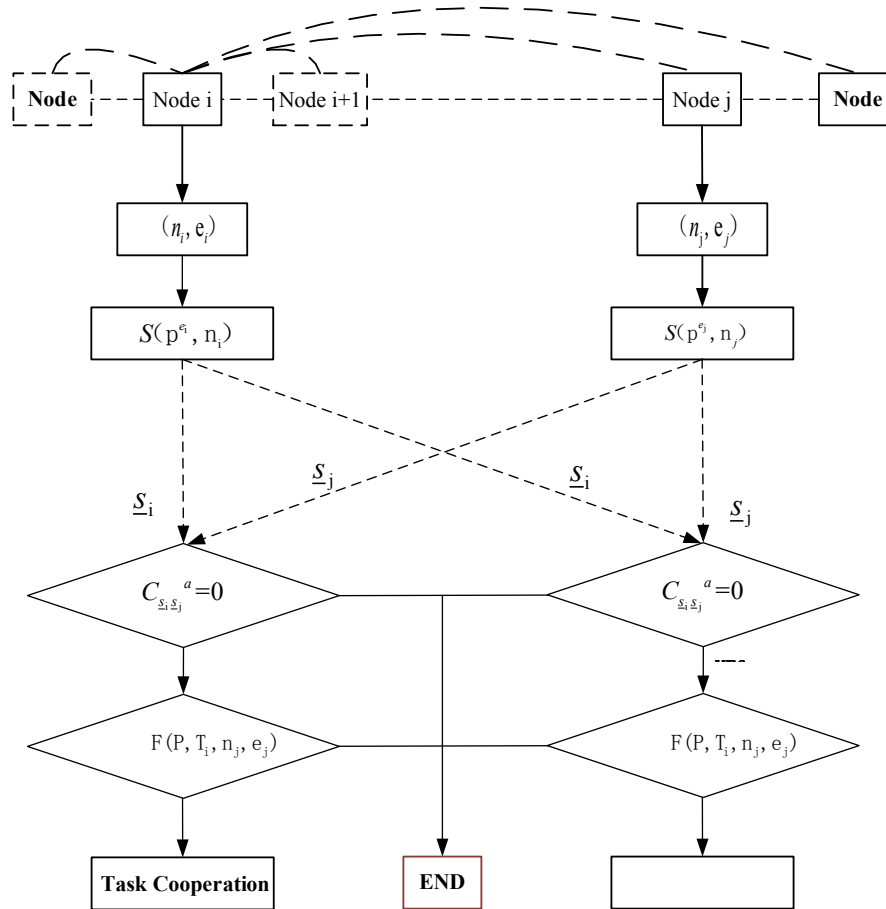 Node Node i Node i+1 Node j Node
(n_i, e_i) (n_j, e_j)
S(p^{e_i}, n_i) S(p^{e_j}, n_j)
s_i s_j s_i s_j
C_{s_i s_j}^a=0 C_{s_i s_j}^a=0
F(P, T_i, n_j, e_j) F(P, T_i, n_j, e_j)
Task Cooperation END